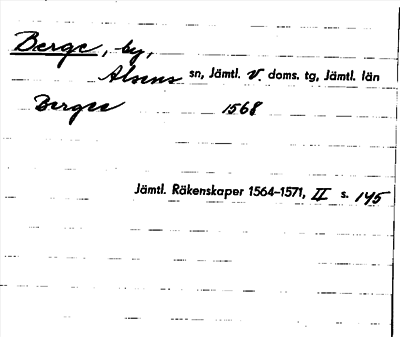 Berge, by,
Alsens sn, Jämtl. v. doms. tg, Jämtl. län
Berges 1568
Jämtl. Räkenskaper 1564–1571, II s. 145